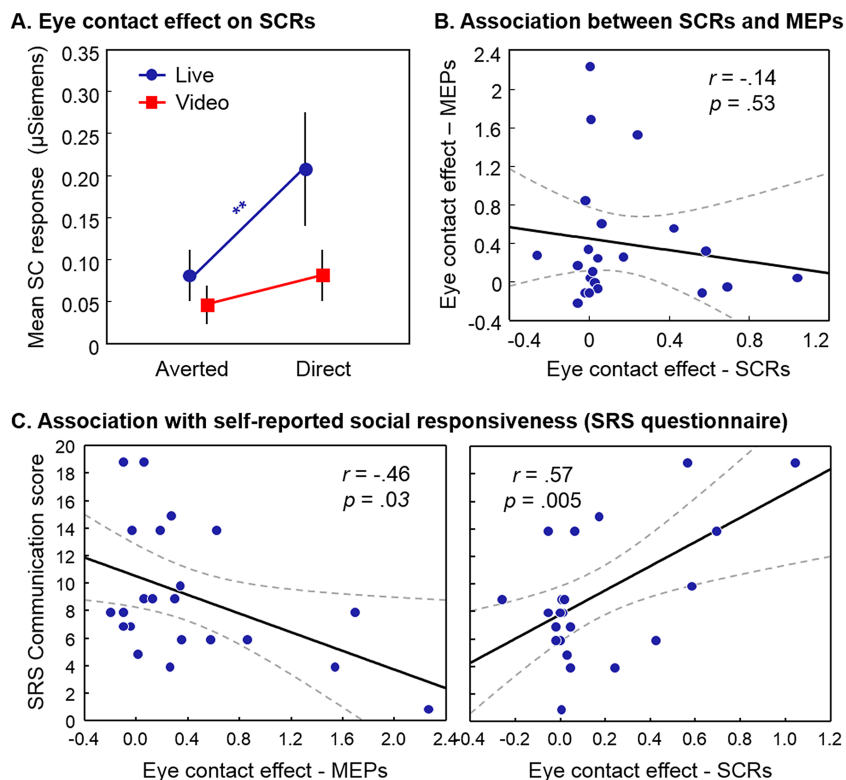 A. Eye contact effect on SCRs
Mean SC response (µSiemens)
0.35
0.30
0.25
0.20
0.15
0.10
0.05
0
Live
Video
**
Averted Direct
B. Association between SCRs and MEPs
Eye contact effect – MEPs
2.4
2
1.6
1.2
0.8
0.4
0
-0.4
r = -.14
p = .53
-0.4 0 0.4 0.8 1.2
Eye contact effect - SCRs
C. Association with self-reported social responsiveness (SRS questionnaire)
SRS Communication score
20
18
16
14
12
10
8
6
4
2
0
r = -.46
p = .03
-0.4 0.0 0.4 0.8 1.2 1.6 2.0 2.4
Eye contact effect - MEPs
r = .57
p = .005
-0.4 -0.2 0.0 0.2 0.4 0.6 0.8 1.0 1.2
Eye contact effect - SCRs